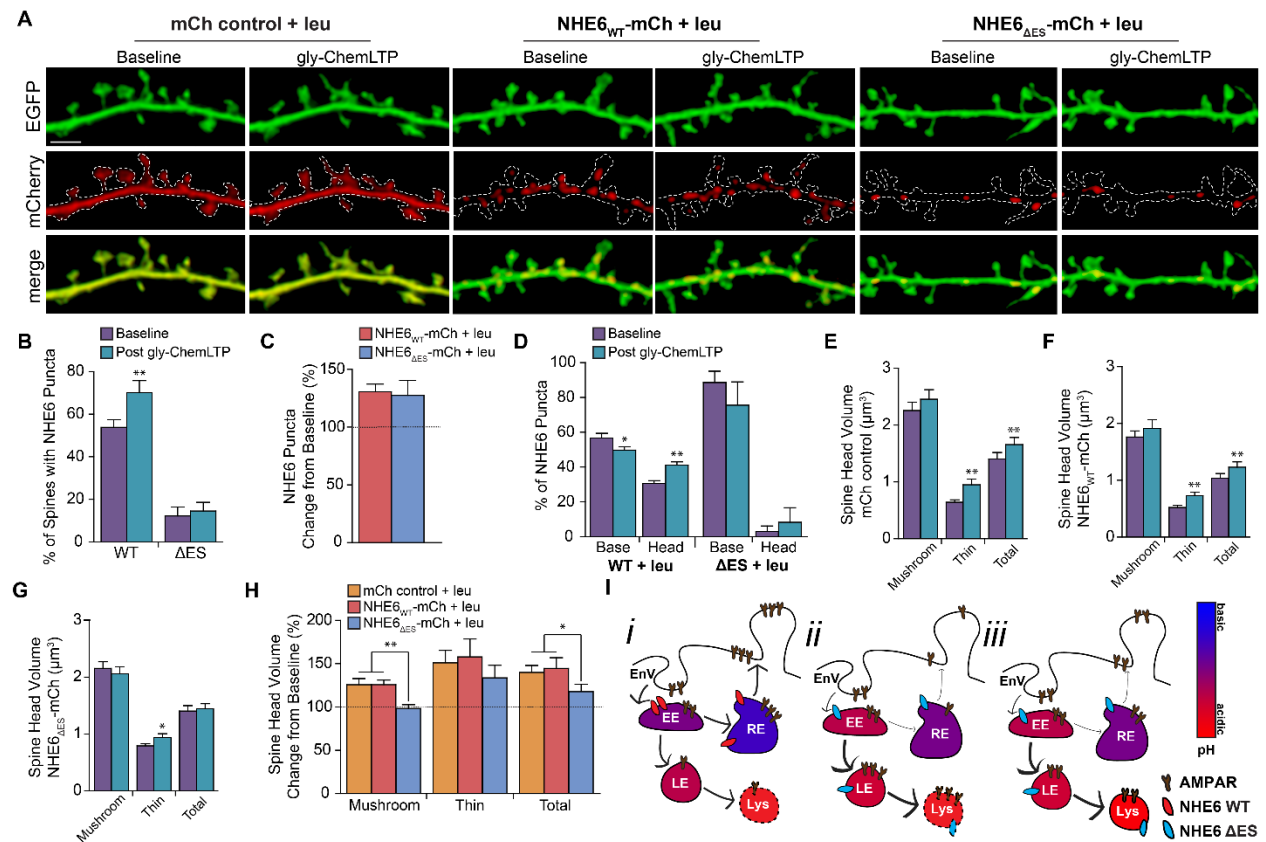 A
mCh control + leu
NHE6WT-mCh + leu
NHE6ΔES-mCh + leu
Baseline
gly-ChemLTP
Baseline
gly-ChemLTP
Baseline
gly-ChemLTP
EGFP
mCherry
merge
B
Baseline
Post gly-ChemLTP
% of Spines with NHE6 Puncta
80
60
40
20
0
**
WT
ΔES
C
NHE6WT-mCh + leu
NHE6ΔES-mCh + leu
NHE6 Puncta
Change from Baseline (%)
150
100
50
0
D
Baseline
Post gly-ChemLTP
% of NHE6 Puncta
100
80
60
40
20
0
*
**
Base
Head
Base
Head
WT + leu
ΔES + leu
E
Spine Head Volume
mCh control (μm³)
3
2
1
0
**
**
Mushroom
Thin
Total
F
Spine Head Volume
NHE6WT-mCh (μm³)
3
2
1
0
**
**
Mushroom
Thin
Total
G
Spine Head Volume
NHE6ΔES-mCh (μm³)
3
2
1
0
*
Mushroom
Thin
Total
H
mCh control + leu
NHE6WT-mCh + leu
NHE6ΔES-mCh + leu
Spine Head Volume
Change from Baseline (%)
200
150
100
50
0
**
*
Mushroom
Thin
Total
I
i
EnV
EE
RE
LE
Lys
ii
EnV
EE
RE
LE
Lys
iii
EnV
EE
RE
LE
Lys
basic
acidic
pH
AMPAR
NHE6 WT
NHE6 ΔES